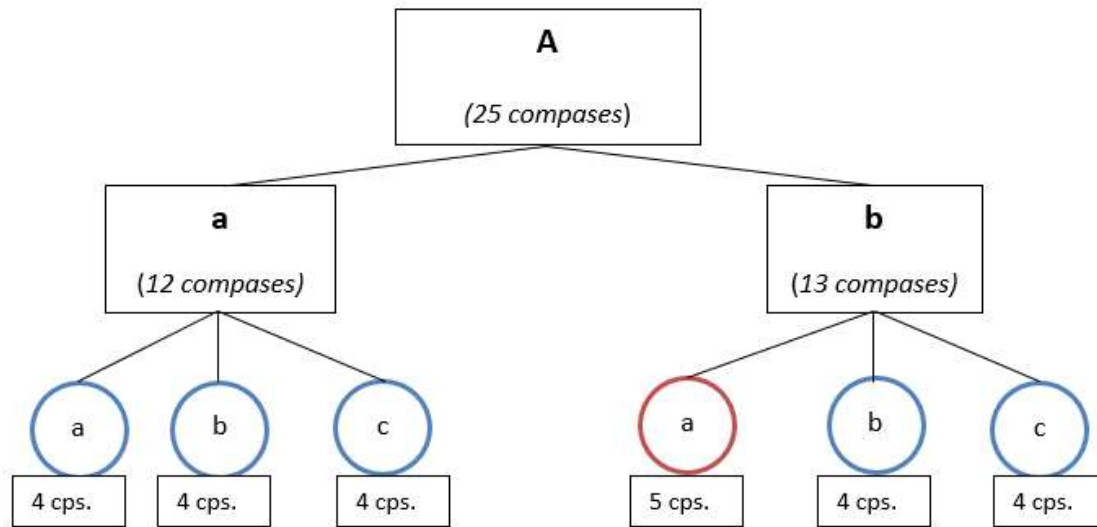 A
(25 compases)
a
(12 compases)
b
(13 compases)
a
b
c
a
b
c
4 cps.
4 cps.
4 cps.
5 cps.
4 cps.
4 cps.